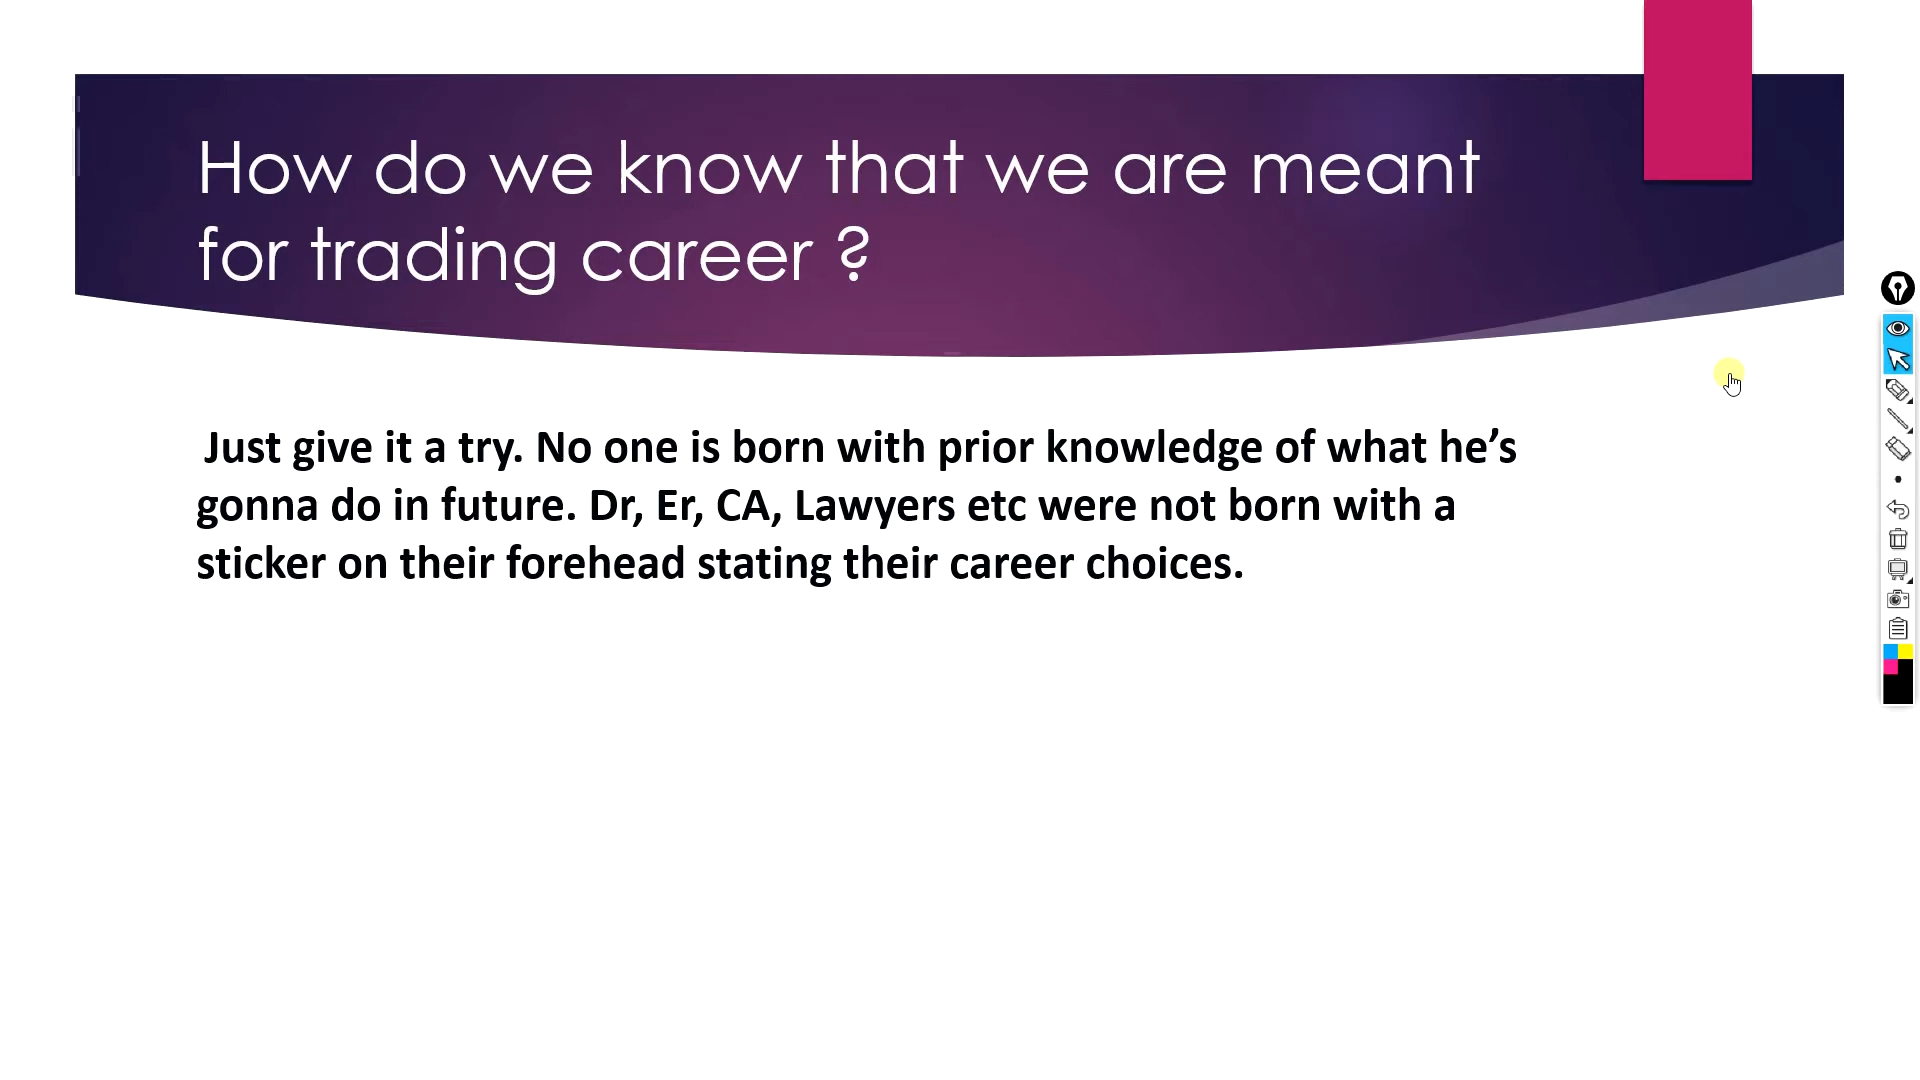 How do we know that we are meant
for trading career ?
Just give it a try. No one is born with prior knowledge of what he’s
gonna do in future. Dr, Er, CA, Lawyers etc were not born with a
sticker on their forehead stating their career choices.